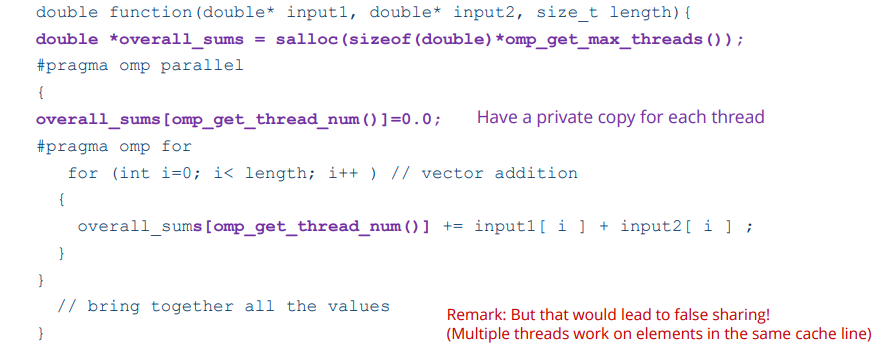 double function(double* input1, double* input2, size_t length){
double *overall_sums = salloc(sizeof(double)*omp_get_max_threads());
#pragma omp parallel
{
overall_sums[omp_get_thread_num()]=0.0; Have a private copy for each thread
#pragma omp for
for (int i=0; i< length; i++ ) // vector addition
{
overall_sums[omp_get_thread_num()] += input1[ i ] + input2[ i ] ;
}
}
// bring together all the values
Remark: But that would lead to false sharing!
(Multiple threads work on elements in the same cache line)
}